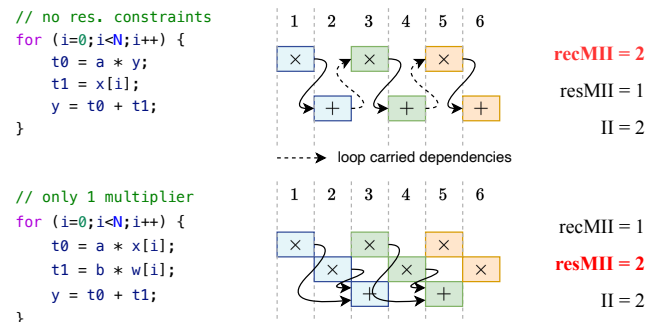 // no res. constraints
for (i=0;i<N;i++) {
t0 = a * y;
t1 = x[i];
y = t0 + t1;
}
1 2 3 4 5 6
× × ×
+ + +
recMII = 2
resMII = 1
II = 2
loop carried dependencies
// only 1 multiplier
for (i=0;i<N;i++) {
t0 = a * x[i];
t1 = b * w[i];
y = t0 + t1;
}
1 2 3 4 5 6
× × ×
× × ×
+ +
recMII = 1
resMII = 2
II = 2